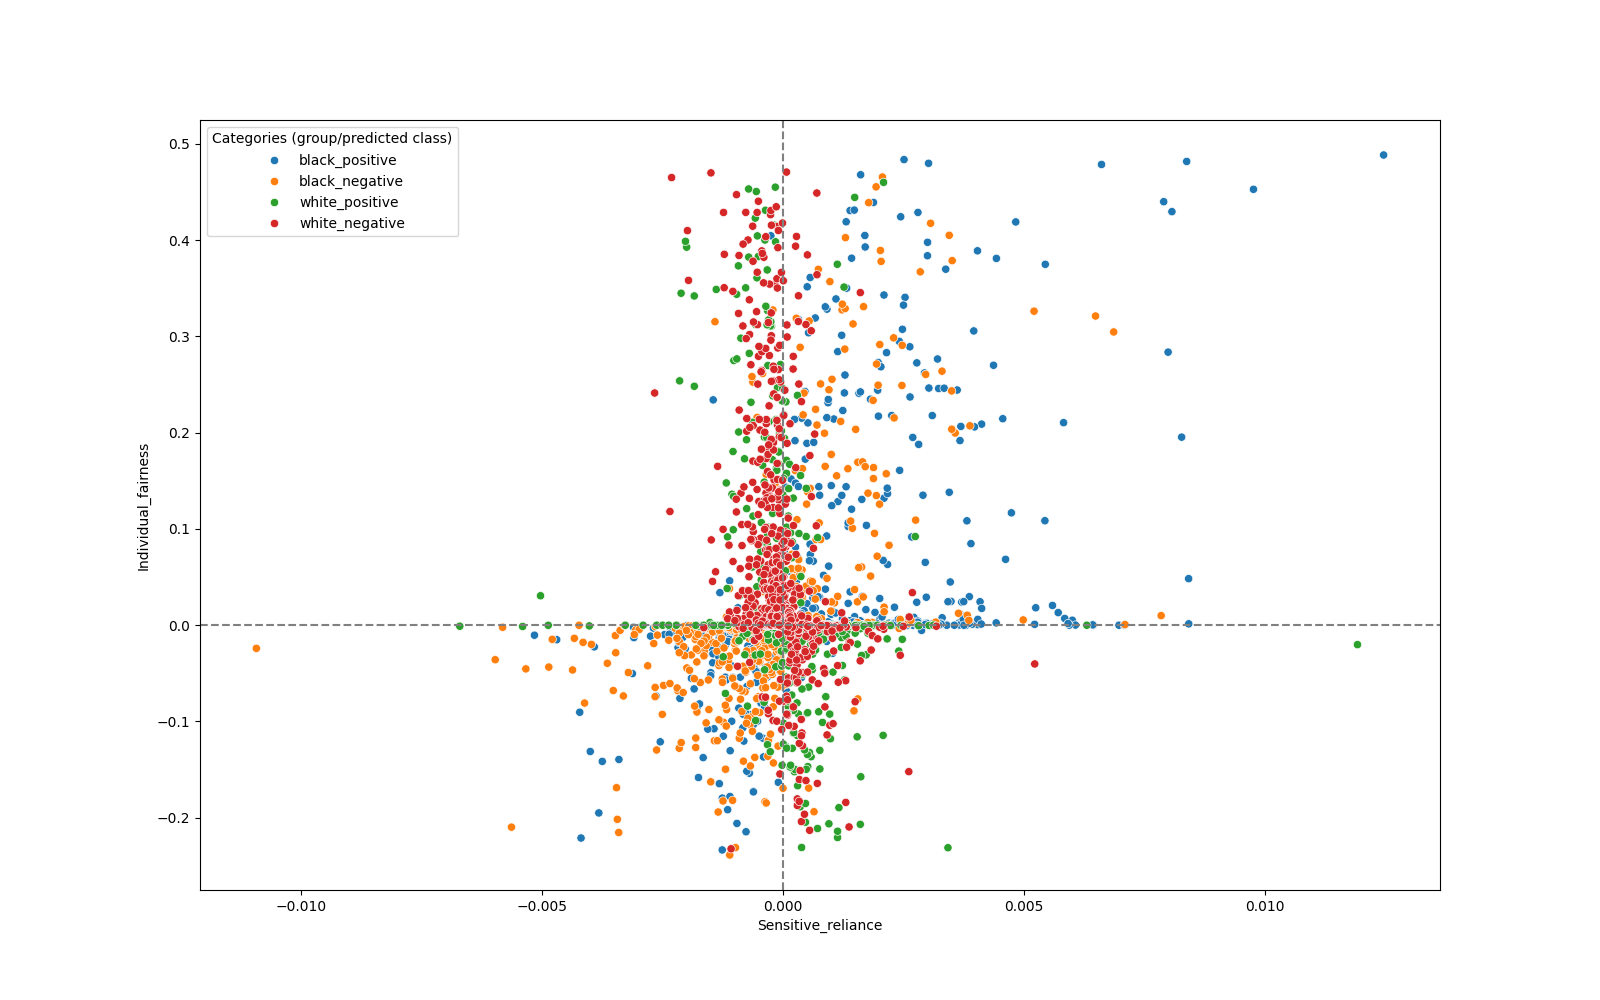 Categories (group/predicted class)
black_positive
black_negative
white_positive
white_negative
0.5
0.4
0.3
0.2
0.1
0.0
−0.1
−0.2
Individual_fairness
−0.010
−0.005
0.000
0.005
0.010
Sensitive_reliance